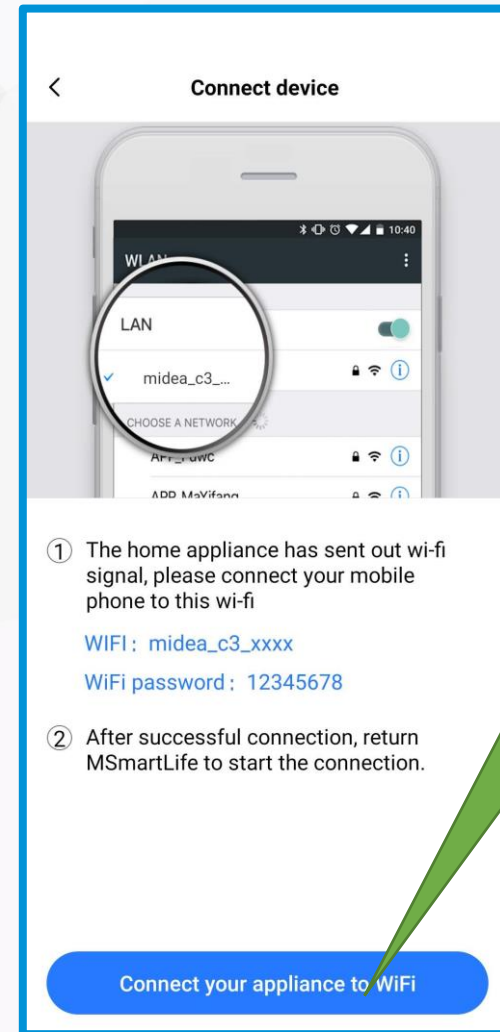 Connect device
10:40
WLAN
LAN
midea_c3_...
CHOOSE A NETWORK
APP_MaYifang
① The home appliance has sent out wi-fi
signal, please connect your mobile
phone to this wi-fi
WIFI： midea_c3_xxxx
WiFi password： 12345678
② After successful connection, return
MSmartLife to start the connection.
Connect your appliance to WiFi